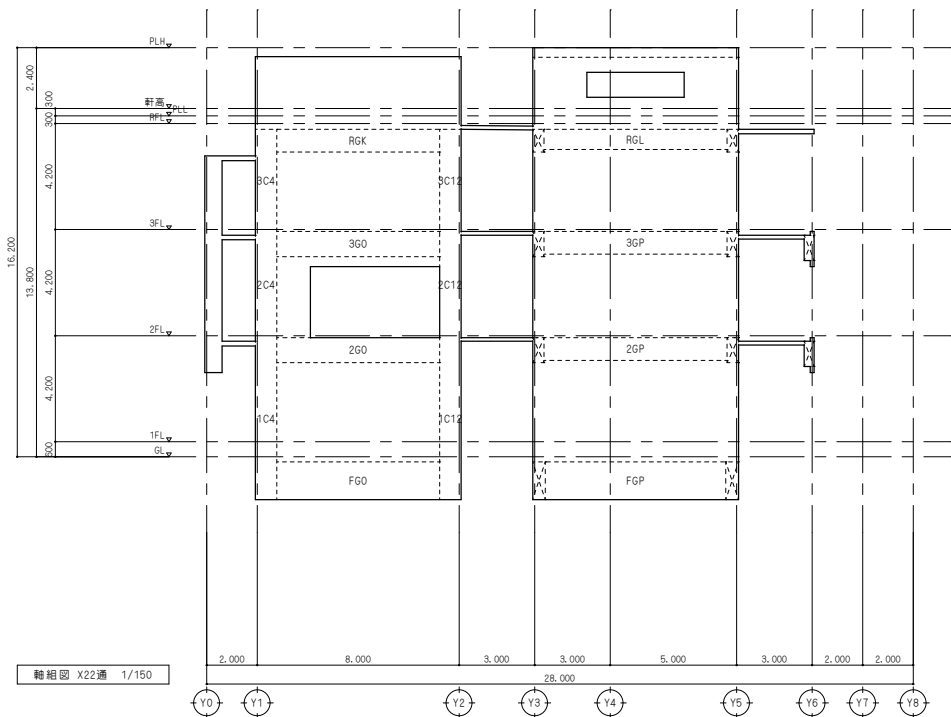 PLH
2.400
軒高
300
PLL
RFL
300
RGK
RGL
4.200
3C4
3C12
3FL
3GO
3GP
16.200
13.800
4.200
2C4
2C12
2FL
2GO
2GP
4.200
1C4
1C12
1FL
600
GL
FGO
FGP
2.000
8.000
3.000
3.000
5.000
3.000
2.000
2.000
28.000
軸組図 X22通 1/150
Y0
Y1
Y2
Y3
Y4
Y5
Y6
Y7
Y8